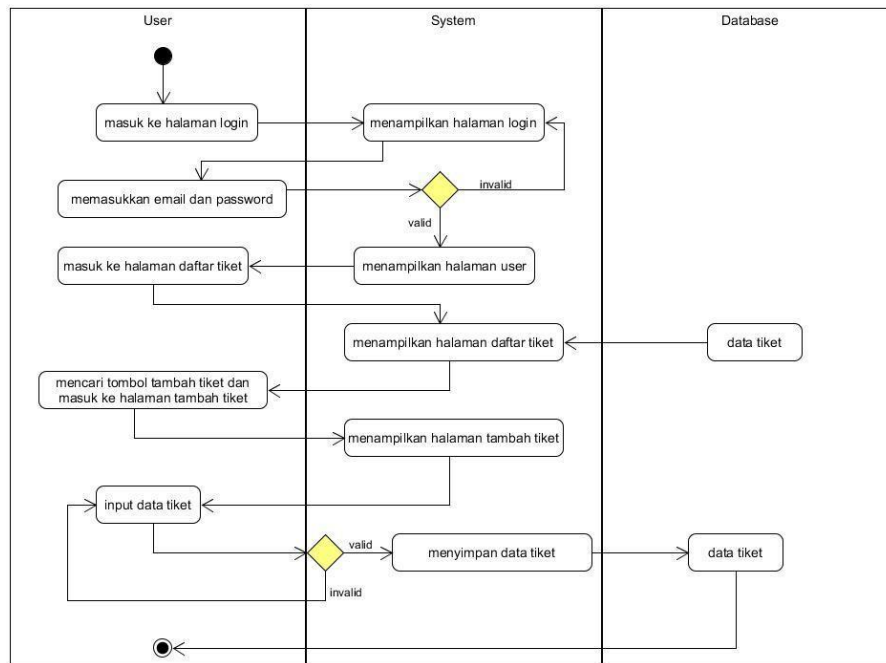 User
System
Database
masuk ke halaman login
menampilkan halaman login
memasukkan email dan password
invalid
valid
masuk ke halaman daftar tiket
menampilkan halaman user
menampilkan halaman daftar tiket
data tiket
mencari tombol tambah tiket dan
masuk ke halaman tambah tiket
menampilkan halaman tambah tiket
input data tiket
valid
menyimpan data tiket
data tiket
invalid